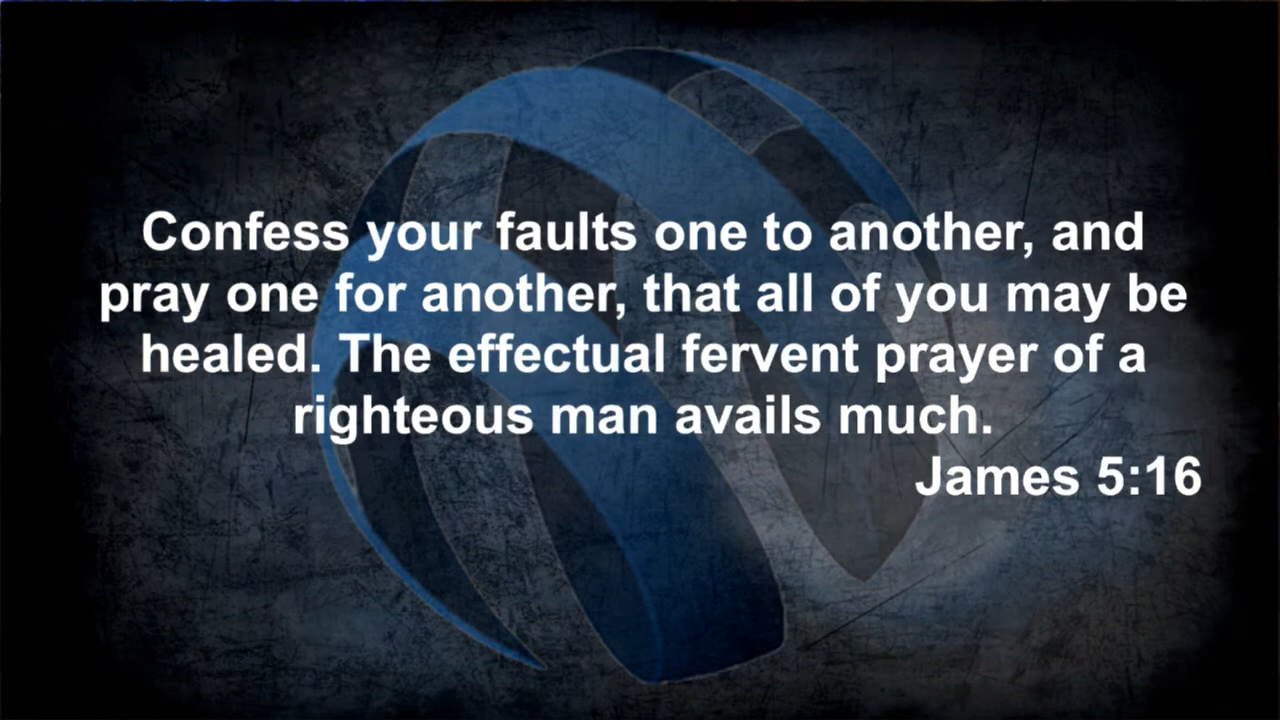 Confess your faults one to another, and
pray one for another, that all of you may be
healed. The effectual fervent prayer of a
righteous man avails much.
James 5:16